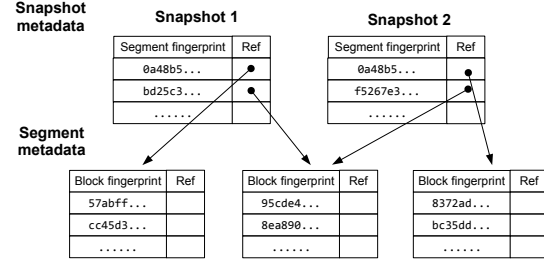 Snapshot metadata
Snapshot 1
Snapshot 2
Segment fingerprint Ref
0a48b5...
bd25c3...
......
Segment fingerprint Ref
0a48b5...
f5267e3...
......
Segment metadata
Block fingerprint Ref
57abff...
cc45d3...
......
Block fingerprint Ref
95cde4...
8ea890...
......
Block fingerprint Ref
8372ad...
bc35dd...
......